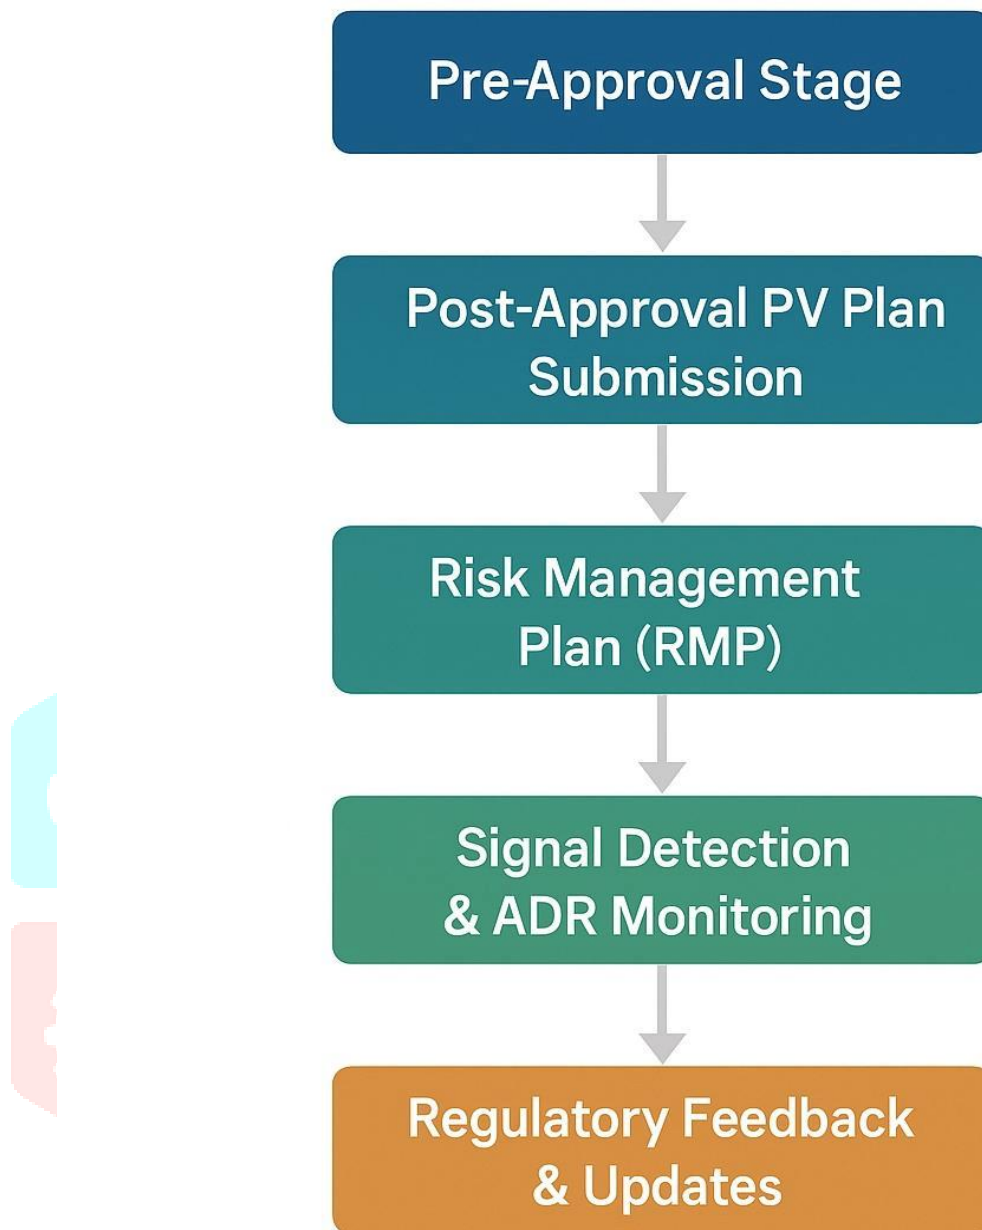 Pre-Approval Stage
Post-Approval PV Plan
Submission
Risk Management
Plan (RMP)
Signal Detection
& ADR Monitoring
Regulatory Feedback
& Updates